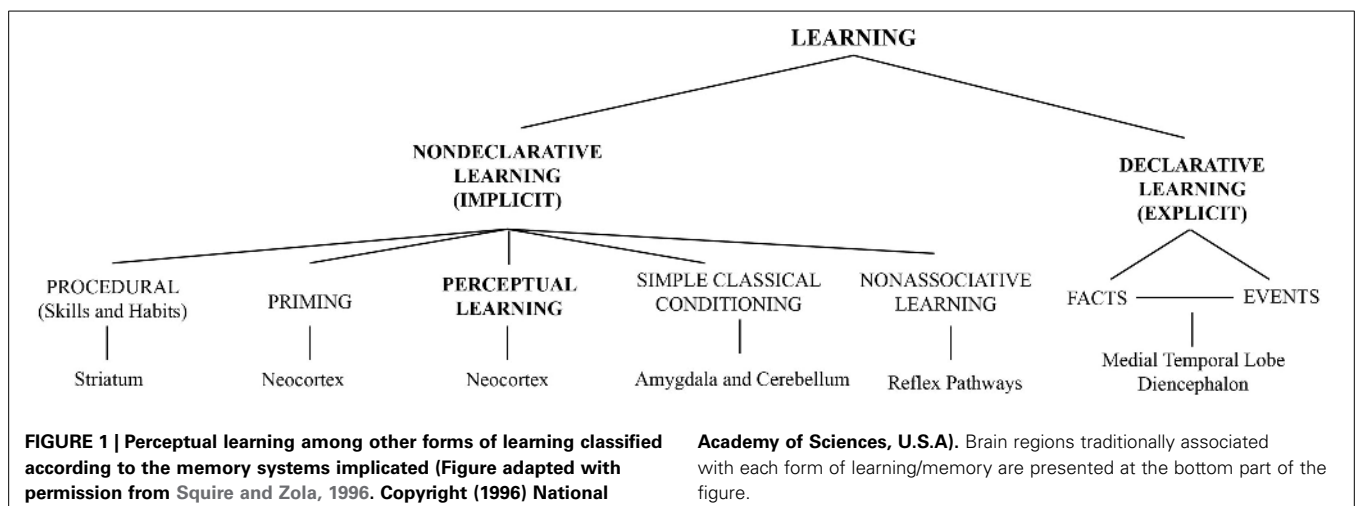 LEARNING
NONDECLARATIVE
LEARNING
(IMPLICIT)
DECLARATIVE
LEARNING
(EXPLICIT)
PROCEDURAL
(Skills and Habits)
PRIMING
PERCEPTUAL
LEARNING
SIMPLE CLASSICAL
CONDITIONING
NONASSOCIATIVE
LEARNING
FACTS
EVENTS
Striatum
Neocortex
Neocortex
Amygdala and Cerebellum
Reflex Pathways
Medial Temporal Lobe
Diencephalon
FIGURE 1 | Perceptual learning among other forms of learning classified
according to the memory systems implicated (Figure adapted with
permission from Squire and Zola, 1996. Copyright (1996) National
Academy of Sciences, U.S.A). Brain regions traditionally associated
with each form of learning/memory are presented at the bottom part of the
figure.